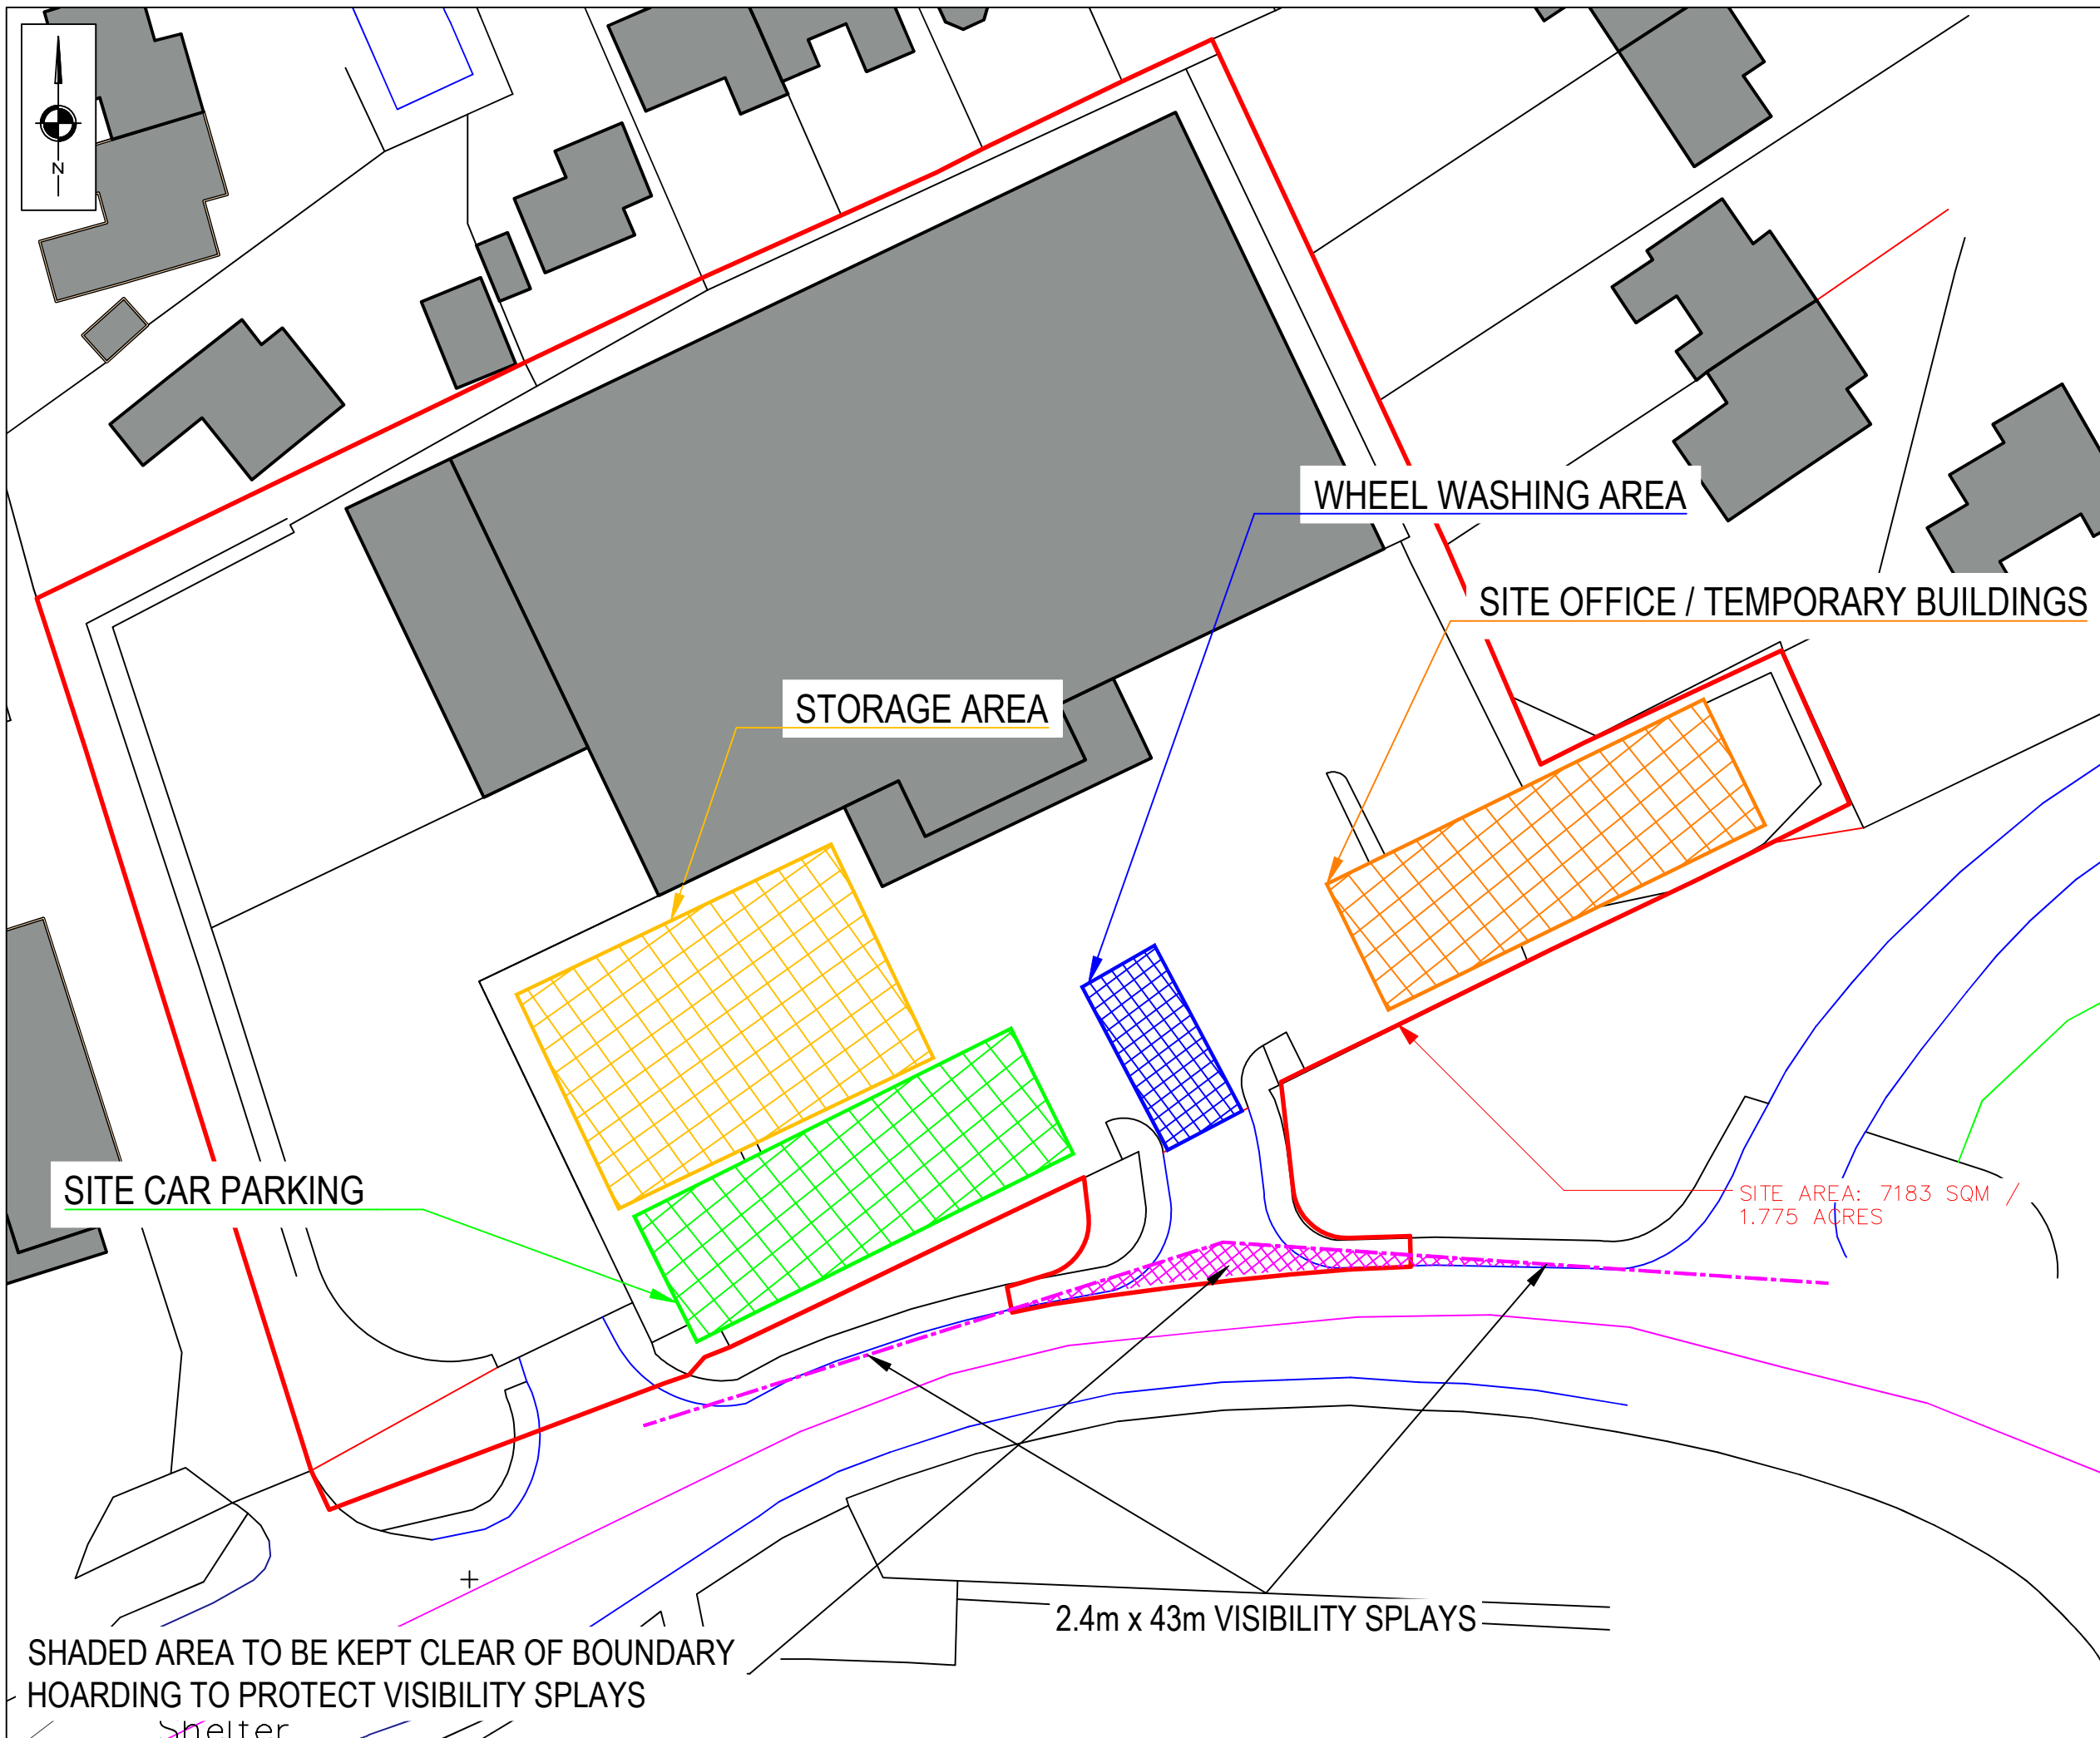 N
WHEEL WASHING AREA
SITE OFFICE / TEMPORARY BUILDINGS
STORAGE AREA
SITE CAR PARKING
SITE AREA: 7183 SQM /
1.775 ACRES
2.4m x 43m VISIBILITY SPLAYS
SHADED AREA TO BE KEPT CLEAR OF BOUNDARY
HOARDING TO PROTECT VISIBILITY SPLAYS
Shelter